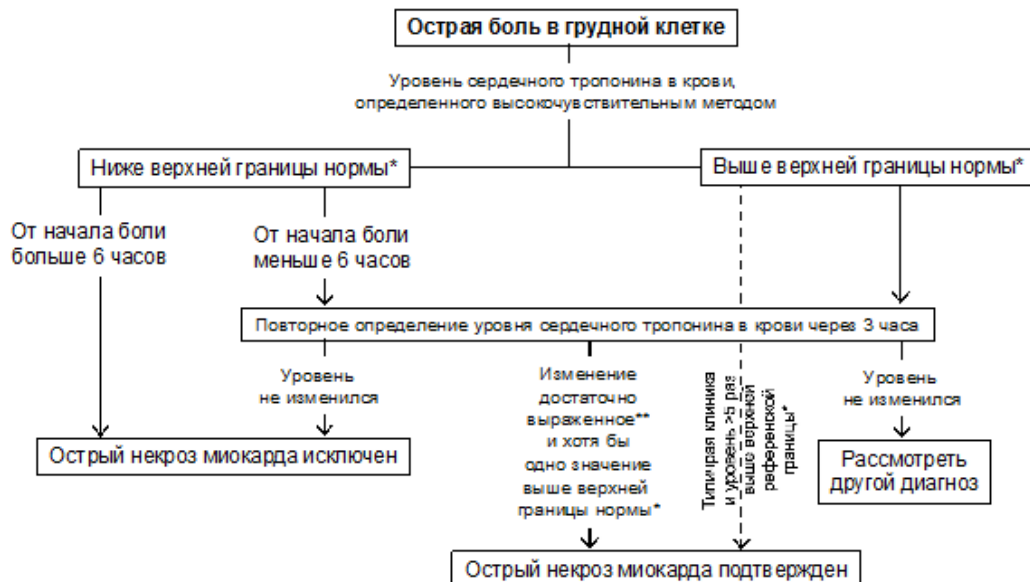 Острая боль в грудной клетке
Уровень сердечного тропонина в крови,
определенного высокочувствительным методом
Ниже верхней границы нормы*
Выше верхней границы нормы*
От начала боли
больше 6 часов
От начала боли
меньше 6 часов
Повторное определение уровня сердечного тропонина в крови через 3 часа
Уровень
не изменился
Изменение
достаточно
выраженное**
и хотя бы
одно значение
выше верхней
границы нормы*
Типичная клиника
и уровень >5 раз
выше верхней
референской
границы*
Уровень
не изменился
Острый некроз миокарда исключен
Рассмотреть
другой диагноз
Острый некроз миокарда подтвержден